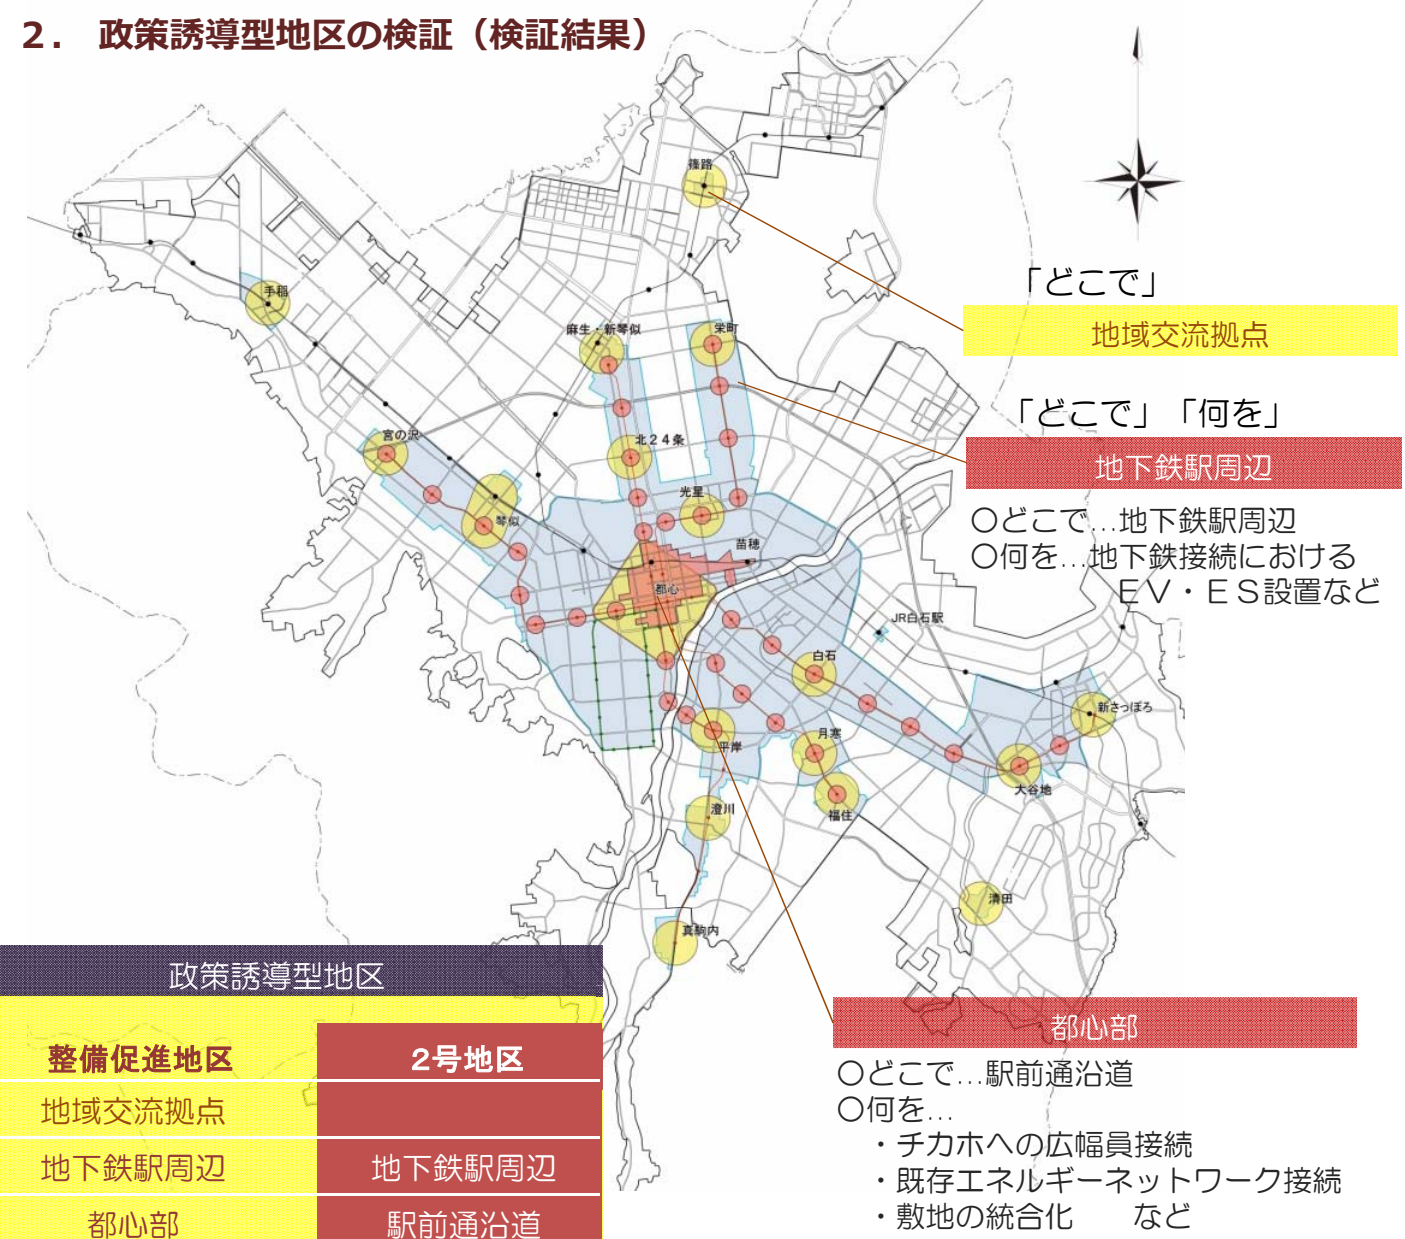 ２．　政策誘導型地区の検証（検証結果）
篠路
手稲
麻生・新琴似
栄町
「どこで」
地域交流拠点
「どこで」「何を」
地下鉄駅周辺
〇どこで…地下鉄駅周辺
〇何を…地下鉄接続における
ＥＶ・ＥＳ設置など
宮の沢
北２４条
琴似
光星
苗穂
都心
JR白石駅
白石
新さっぽろ
平岸
月寒
大谷地
福住
澄川
清田
真駒内
政策誘導型地区
整備促進地区
2号地区
地域交流拠点
地下鉄駅周辺
地下鉄駅周辺
都心部
駅前通沿道
都心部
〇どこで…駅前通沿道
〇何を…
・チカホへの広幅員接続
・既存エネルギーネットワーク接続
・敷地の統合化　　など